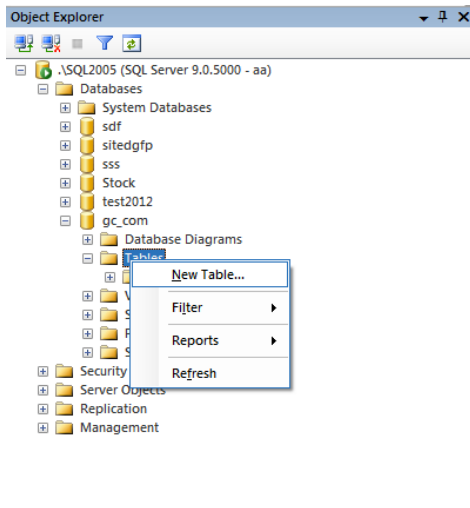 Object Explorer
.\SQL2005 (SQL Server 9.0.5000 - aa)
Databases
System Databases
sdf
sitedgfp
sss
Stock
test2012
gc_com
Database Diagrams
Tables
New Table...
Filter
Reports
Refresh
Security
Server Objects
Replication
Management